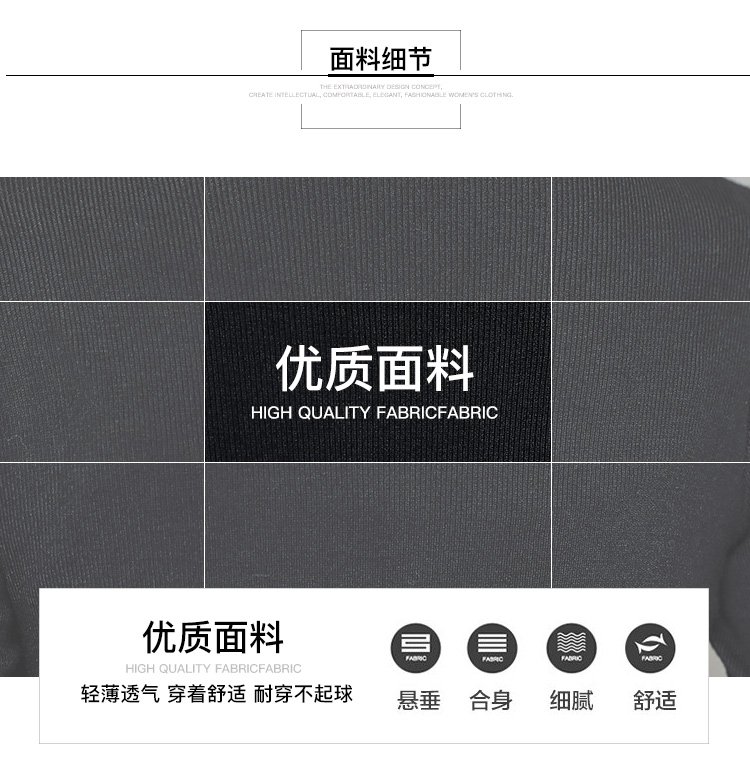 面料细节
THE EXTRAORDINARY DESIGN CONCEPT,
CREATE INTELLECTUAL, COMFORTABLE, ELEGANT, FASHIONABLE WOMEN'S CLOTHING.
优质面料
HIGH QUALITY FABRICFABRIC
优质面料
HIGH QUALITY FABRICFABRIC
轻薄透气 穿着舒适 耐穿不起球
FABRIC FABRIC FABRIC FABRIC
悬垂 合身 细腻 舒适